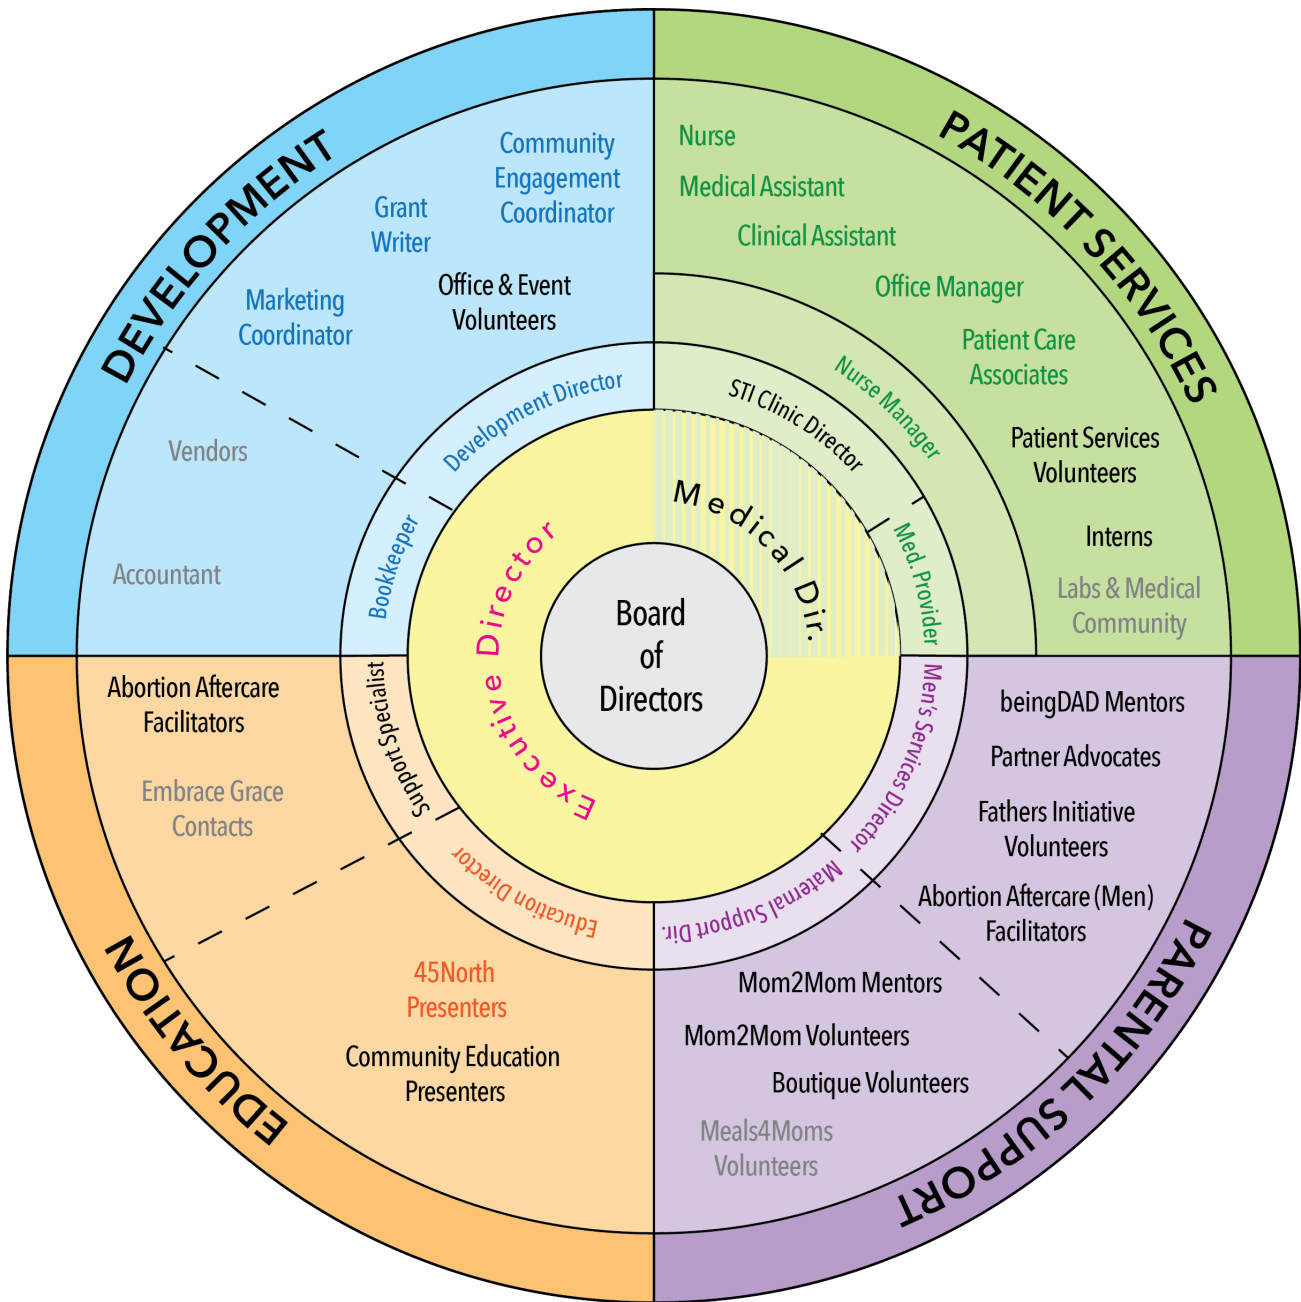 DEVELOPMENT
Community
Engagement
Coordinator
Grant
Writer
Office & Event
Volunteers
Marketing
Coordinator
Vendors
Accountant
Development Director
Bookkeeper
PATIENT SERVICES
Nurse
Medical Assistant
Clinical Assistant
Office Manager
Patient Care
Associates
Patient Services
Volunteers
Interns
Labs & Medical
Community
Nurse Manager
STI Clinic Director
Med. Provider
Medical Dir.
Executive Director
Board
of
Directors
Abortion Aftercare
Facilitators
Embrace Grace
Contacts
Support Specialist
Education Director
45North
Presenters
Community Education
Presenters
EDUCATION
Men's Services Director
Maternal Support Dir.
beingDAD Mentors
Partner Advocates
Fathers Initiative
Volunteers
Abortion Aftercare (Men)
Facilitators
Mom2Mom Mentors
Mom2Mom Volunteers
Boutique Volunteers
Meals4Moms
Volunteers
PARENTAL SUPPORT